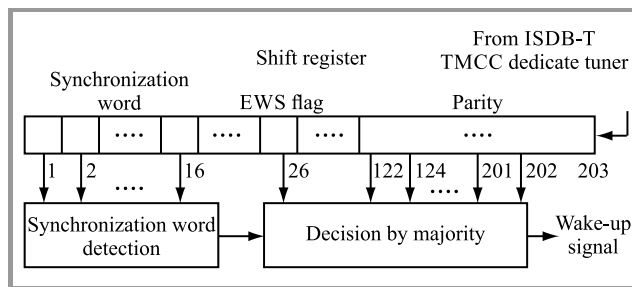 From ISDB-T
TMCC dedicate tuner
Shift register
Synchronization
word
EWS flag
Parity
....
....
....
....
1
2
....
16
26
122
124
....
201
202
203
Synchronization word
detection
Decision by majority
Wake-up
signal